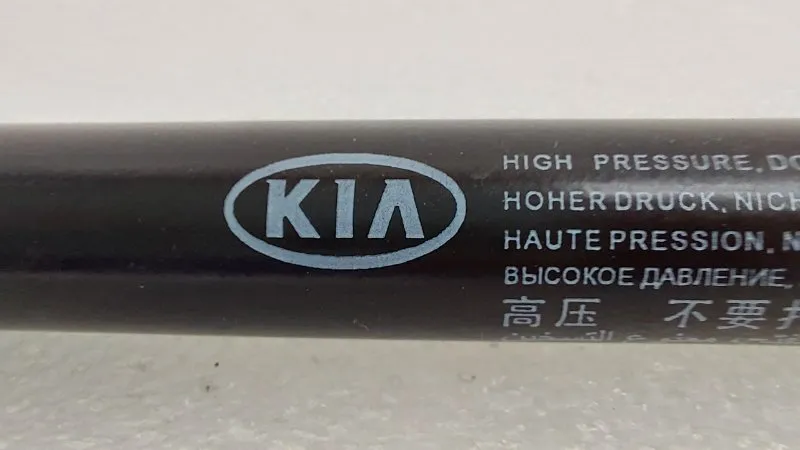 KIA
HIGH PRESSURE, DO
HOHER DRUCK, NICH
HAUTE PRESSION, N
ВЫСОКОЕ ДАВЛЕНИЕ,
高压 不要